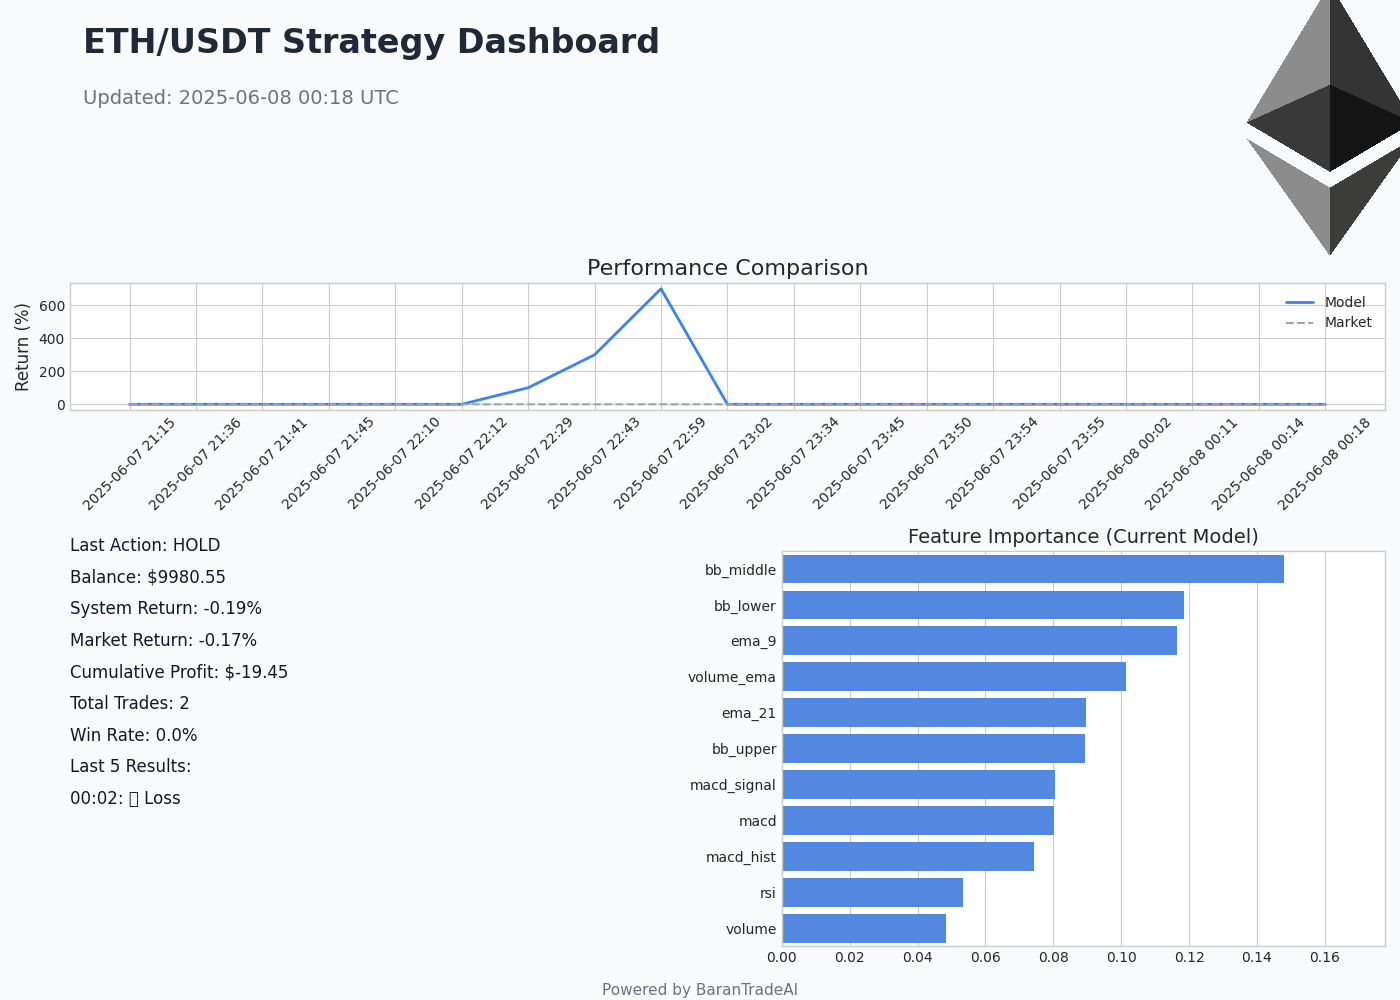 ETH/USDT Strategy Dashboard
Updated: 2025-06-08 00:18 UTC
Performance Comparison
Return (%)
600
400
200
0
Model
Market
2025-06-07 21:15
2025-06-07 21:36
2025-06-07 21:41
2025-06-07 21:45
2025-06-07 22:10
2025-06-07 22:12
2025-06-07 22:29
2025-06-07 22:43
2025-06-07 22:59
2025-06-07 23:02
2025-06-07 23:34
2025-06-07 23:45
2025-06-07 23:50
2025-06-07 23:54
2025-06-07 23:55
2025-06-08 00:02
2025-06-08 00:11
2025-06-08 00:14
2025-06-08 00:18
Last Action: HOLD
Balance: $9980.55
System Return: -0.19%
Market Return: -0.17%
Cumulative Profit: $-19.45
Total Trades: 2
Win Rate: 0.0%
Last 5 Results:
00:02: ▯ Loss
Feature Importance (Current Model)
bb_middle
bb_lower
ema_9
volume_ema
ema_21
bb_upper
macd_signal
macd
macd_hist
rsi
volume
0.00 0.02 0.04 0.06 0.08 0.10 0.12 0.14 0.16
Powered by BaranTradeAI